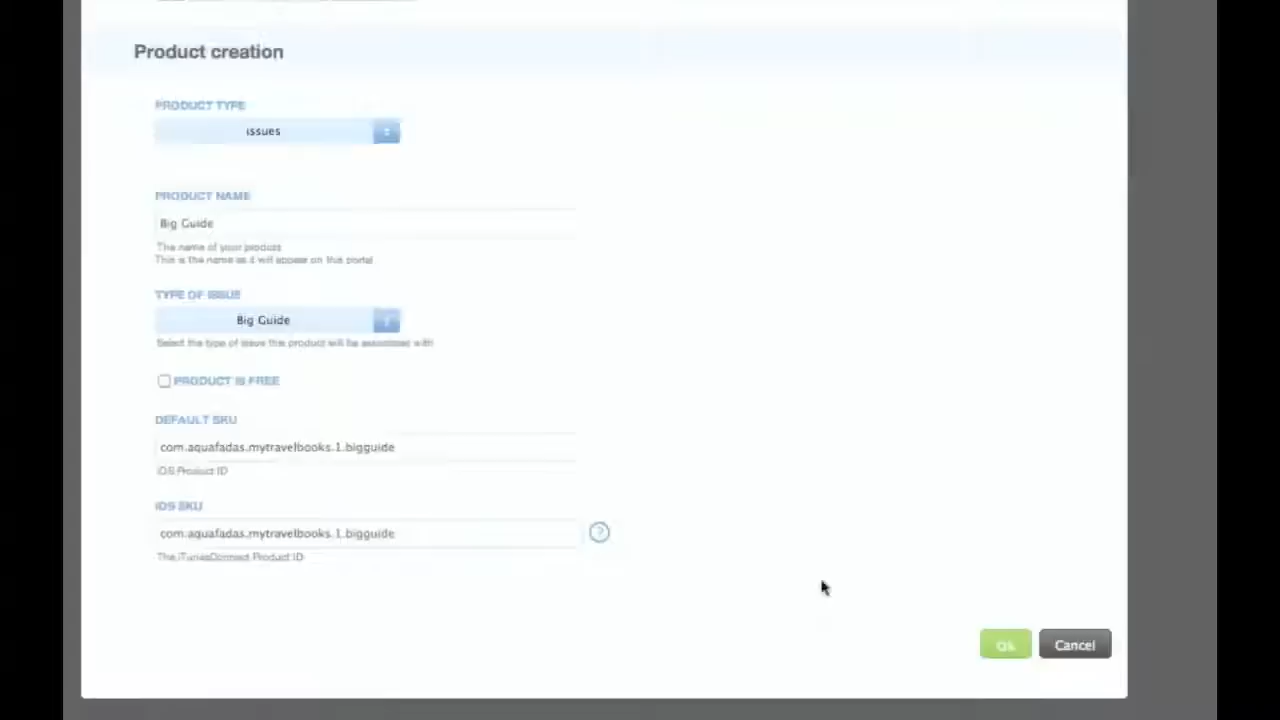 Product creation
PRODUCT TYPE
issues
PRODUCT NAME
Big Guide
The name of your product
This is the name as it will appear on this portal
TYPE OF ISSUE
Big Guide
Select the type of issue this product will be associated with
PRODUCT IS FREE
DEFAULT SKU
com.aquafadas.mytravelbooks.1.bigguide
iOS Product ID
IOS SKU
com.aquafadas.mytravelbooks.1.bigguide
?
The iTunesConnect Product ID
Ok
Cancel